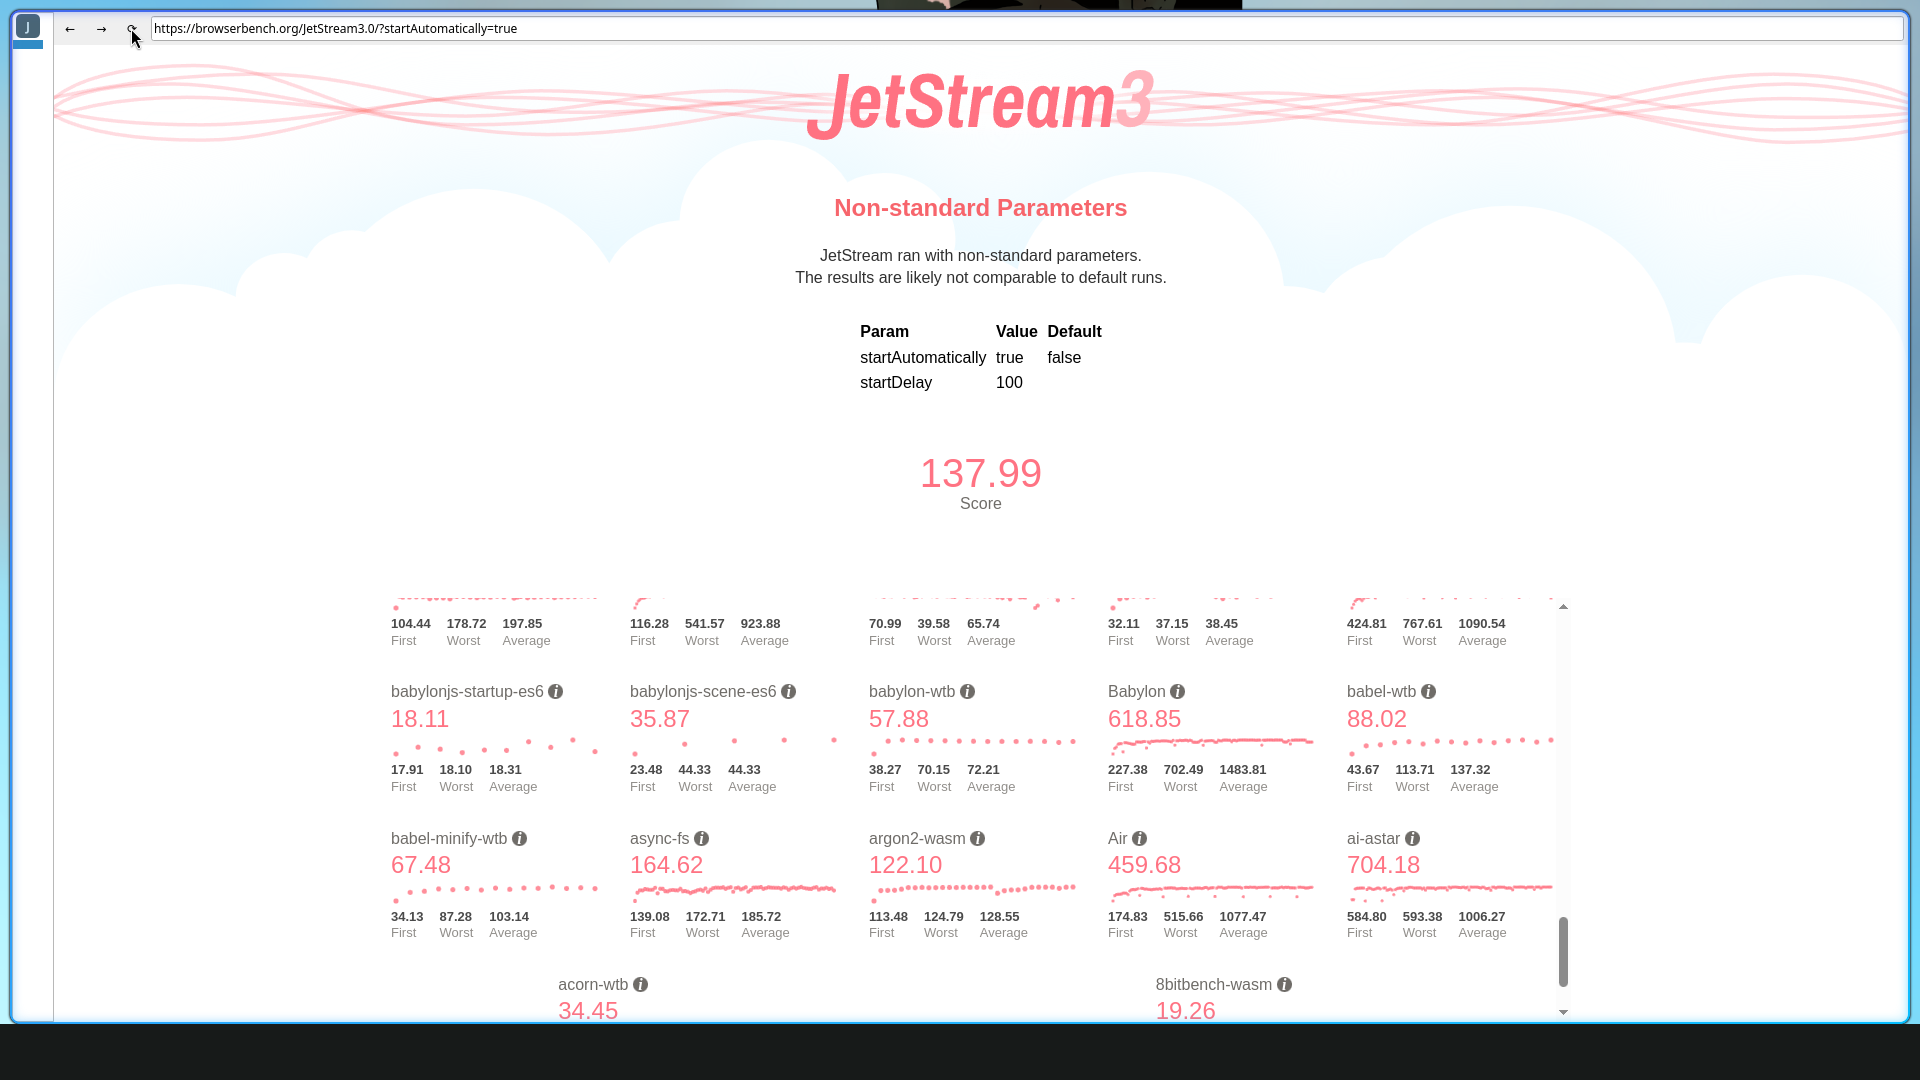 J
https://browserbench.org/JetStream3.0/?startAutomatically=true
JetStream3
Non-standard Parameters
JetStream ran with non-standard parameters.
The results are likely not comparable to default runs.
Param Value Default
startAutomatically true false
startDelay 100
137.99
Score
104.44 178.72 197.85 116.28 541.57 923.88 70.99 39.58 65.74 32.11 37.15 38.45 424.81 767.61 1090.54
First Worst Average First Worst Average First Worst Average First Worst Average First Worst Average
babylonjs-startup-es6 i babylonjs-scene-es6 i babylon-wtb i Babylon i babel-wtb i
18.11 35.87 57.88 618.85 88.02
17.91 18.10 18.31 23.48 44.33 44.33 38.27 70.15 72.21 227.38 702.49 1483.81 43.67 113.71 137.32
First Worst Average First Worst Average First Worst Average First Worst Average First Worst Average
babel-minify-wtb i async-fs i argon2-wasm i Air i ai-astar i
67.48 164.62 122.10 459.68 704.18
34.13 87.28 103.14 139.08 172.71 185.72 113.48 124.79 128.55 174.83 515.66 1077.47 584.80 593.38 1006.27
First Worst Average First Worst Average First Worst Average First Worst Average First Worst Average
acorn-wtb i 8bitbench-wasm i
34.45 19.26